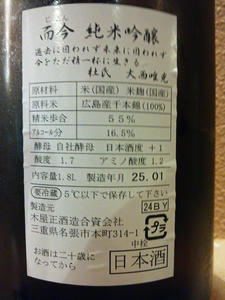 じこん
而今 純米吟醸
過去に囚われず未来に囚われず
今をただ精一杯に生きる
杜氏 大西唯克
原材料 米(国産) 米麹(国産)
原料米 広島産千本錦(100%)
精米歩合 55%
アルコール分 16.5%
酵母 自社酵母 日本酒度 +1
酸度 1.7 アミノ酸度 1.2
内容量1.8L 製造年月 25.01
要冷蔵 5℃以下で保存して下さい
製造元 24BY
木屋正酒造合資会社
三重県名張市本町314-1
プラ
中栓
お酒は二十歳に
なってから
日本酒